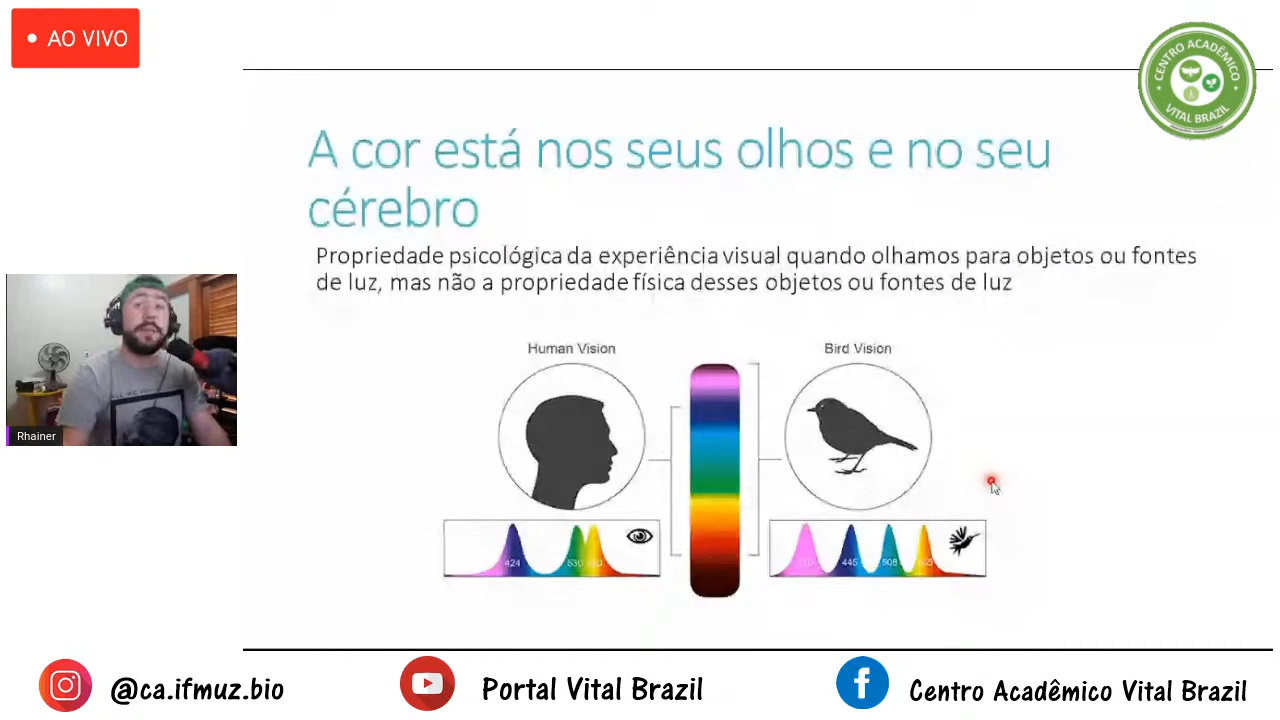 AO VIVO
CENTRO ACADÊMICO
VITAL BRAZIL
A cor está nos seus olhos e no seu
cérebro
Propriedade psicológica da experiência visual quando olhamos para objetos ou fontes
de luz, mas não a propriedade física desses objetos ou fontes de luz
Human Vision
Bird Vision
424
530
445
508
Rhainer
@ca.ifmuz.bio
Portal Vital Brazil
Centro Acadêmico Vital Brazil